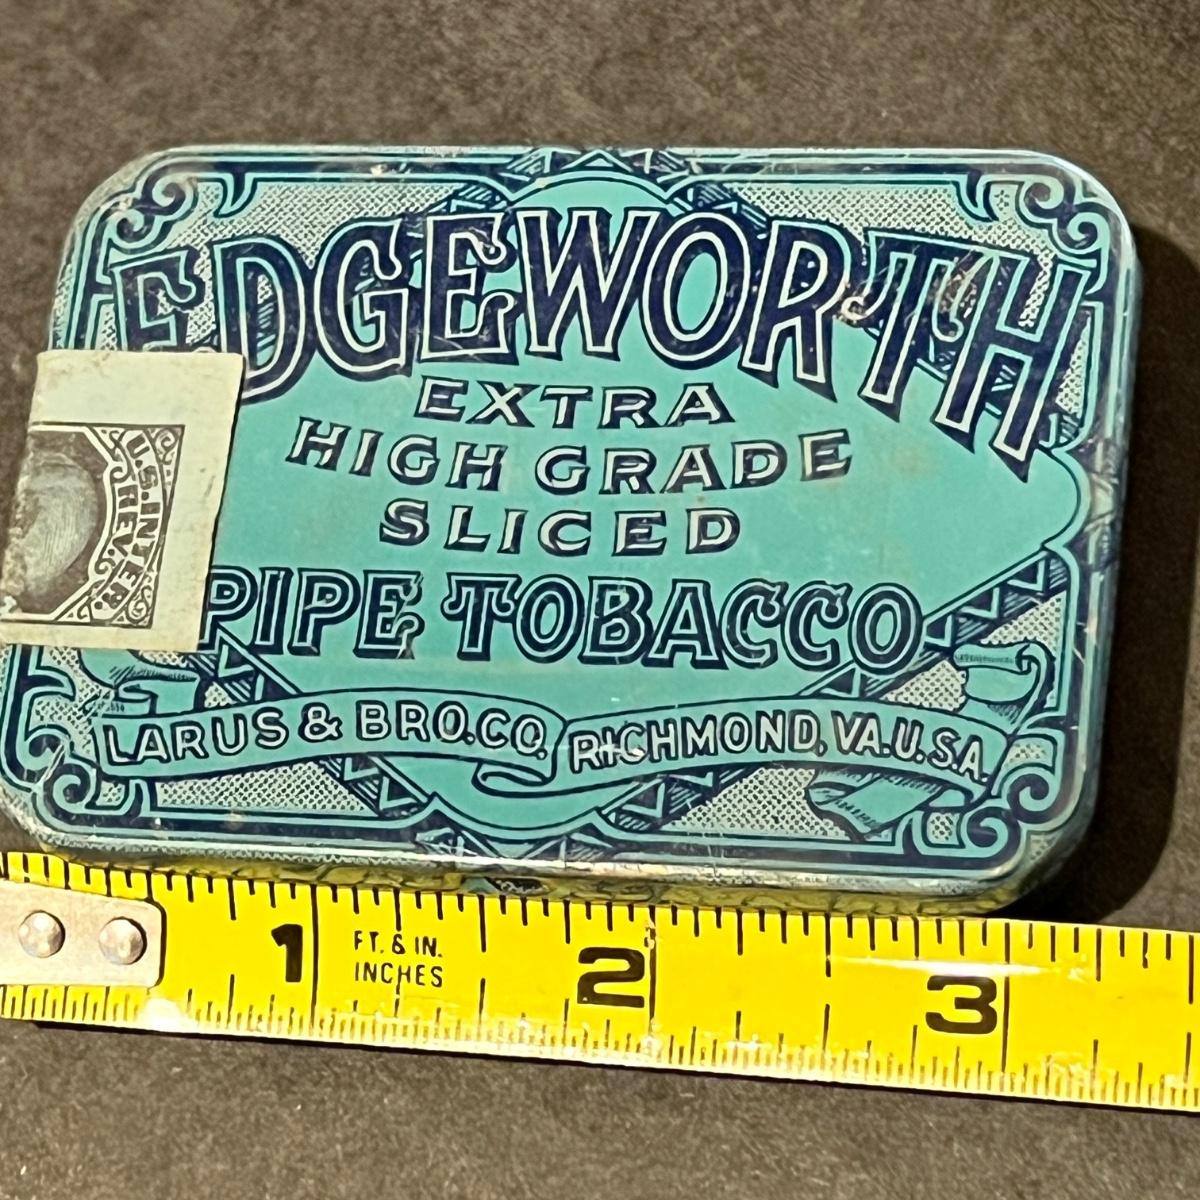 EDGEWORTH
EXTRA
HIGH GRADE
SLICED
PIPE TOBACCO
LARUS & BRO. CO. RICHMOND, VA. U.S.A.
U.S. INTER.
REV.
1 FT. & IN. 2 3
INCHES